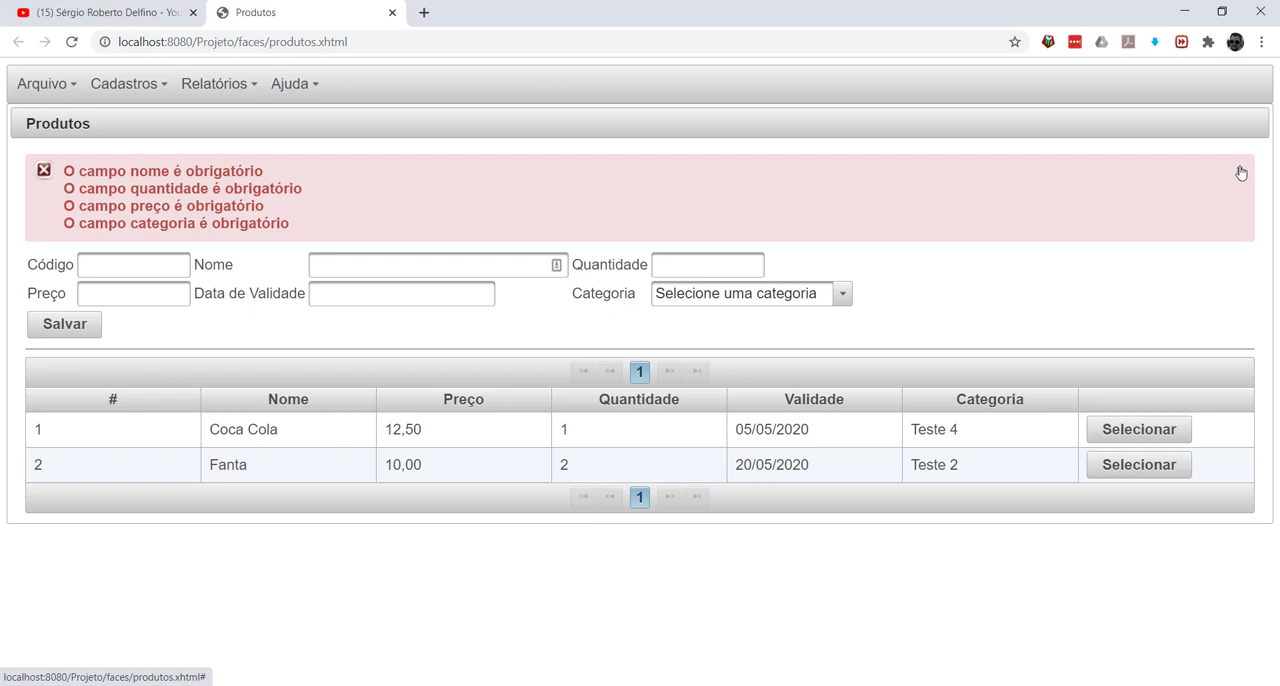 (15) Sérgio Roberto Delfino - You
Produtos
localhost:8080/Projeto/faces/produtos.xhtml
Arquivo Cadastros Relatórios Ajuda
Produtos
O campo nome é obrigatório
O campo quantidade é obrigatório
O campo preço é obrigatório
O campo categoria é obrigatório
Código Nome Quantidade
Preço Data de Validade Categoria Selecione uma categoria
Salvar
1
# Nome Preço Quantidade Validade Categoria
1 Coca Cola 12,50 1 05/05/2020 Teste 4 Selecionar
2 Fanta 10,00 2 20/05/2020 Teste 2 Selecionar
1
localhost:8080/Projeto/faces/produtos.xhtml#